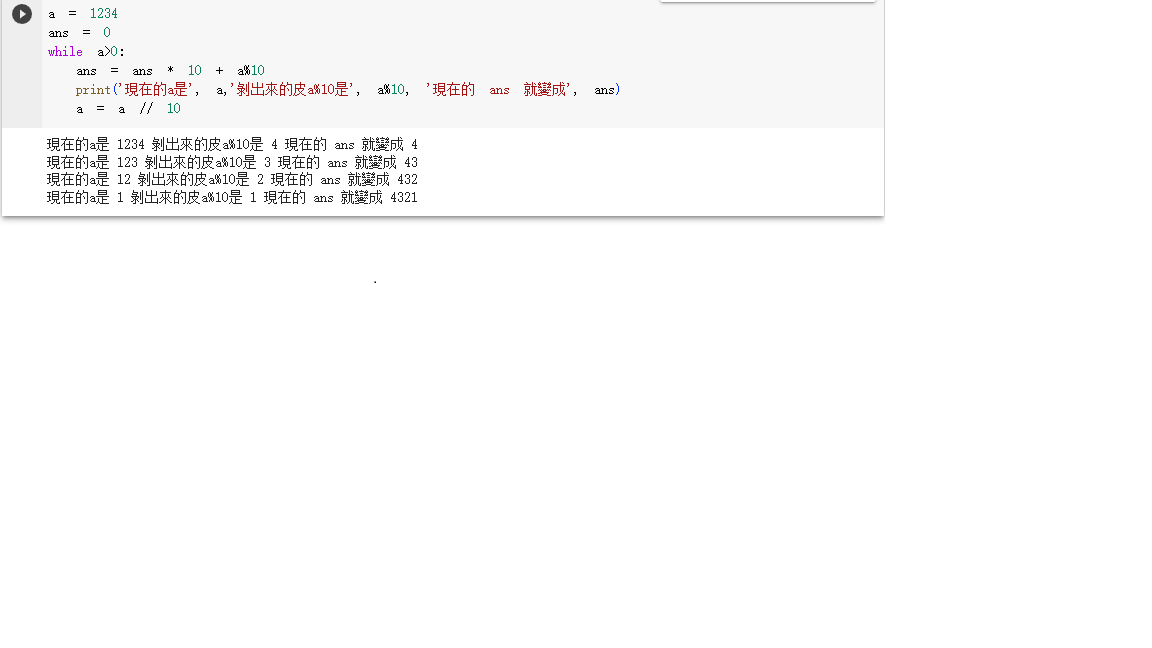 a = 1234
ans = 0
while a>0:
    ans = ans * 10 + a%10
    print('現在的a是', a,'剝出來的皮a%10是', a%10, '現在的 ans 就變成', ans)
    a = a // 10
現在的a是 1234 剝出來的皮a%10是 4 現在的 ans 就變成 4
現在的a是 123 剝出來的皮a%10是 3 現在的 ans 就變成 43
現在的a是 12 剝出來的皮a%10是 2 現在的 ans 就變成 432
現在的a是 1 剝出來的皮a%10是 1 現在的 ans 就變成 4321